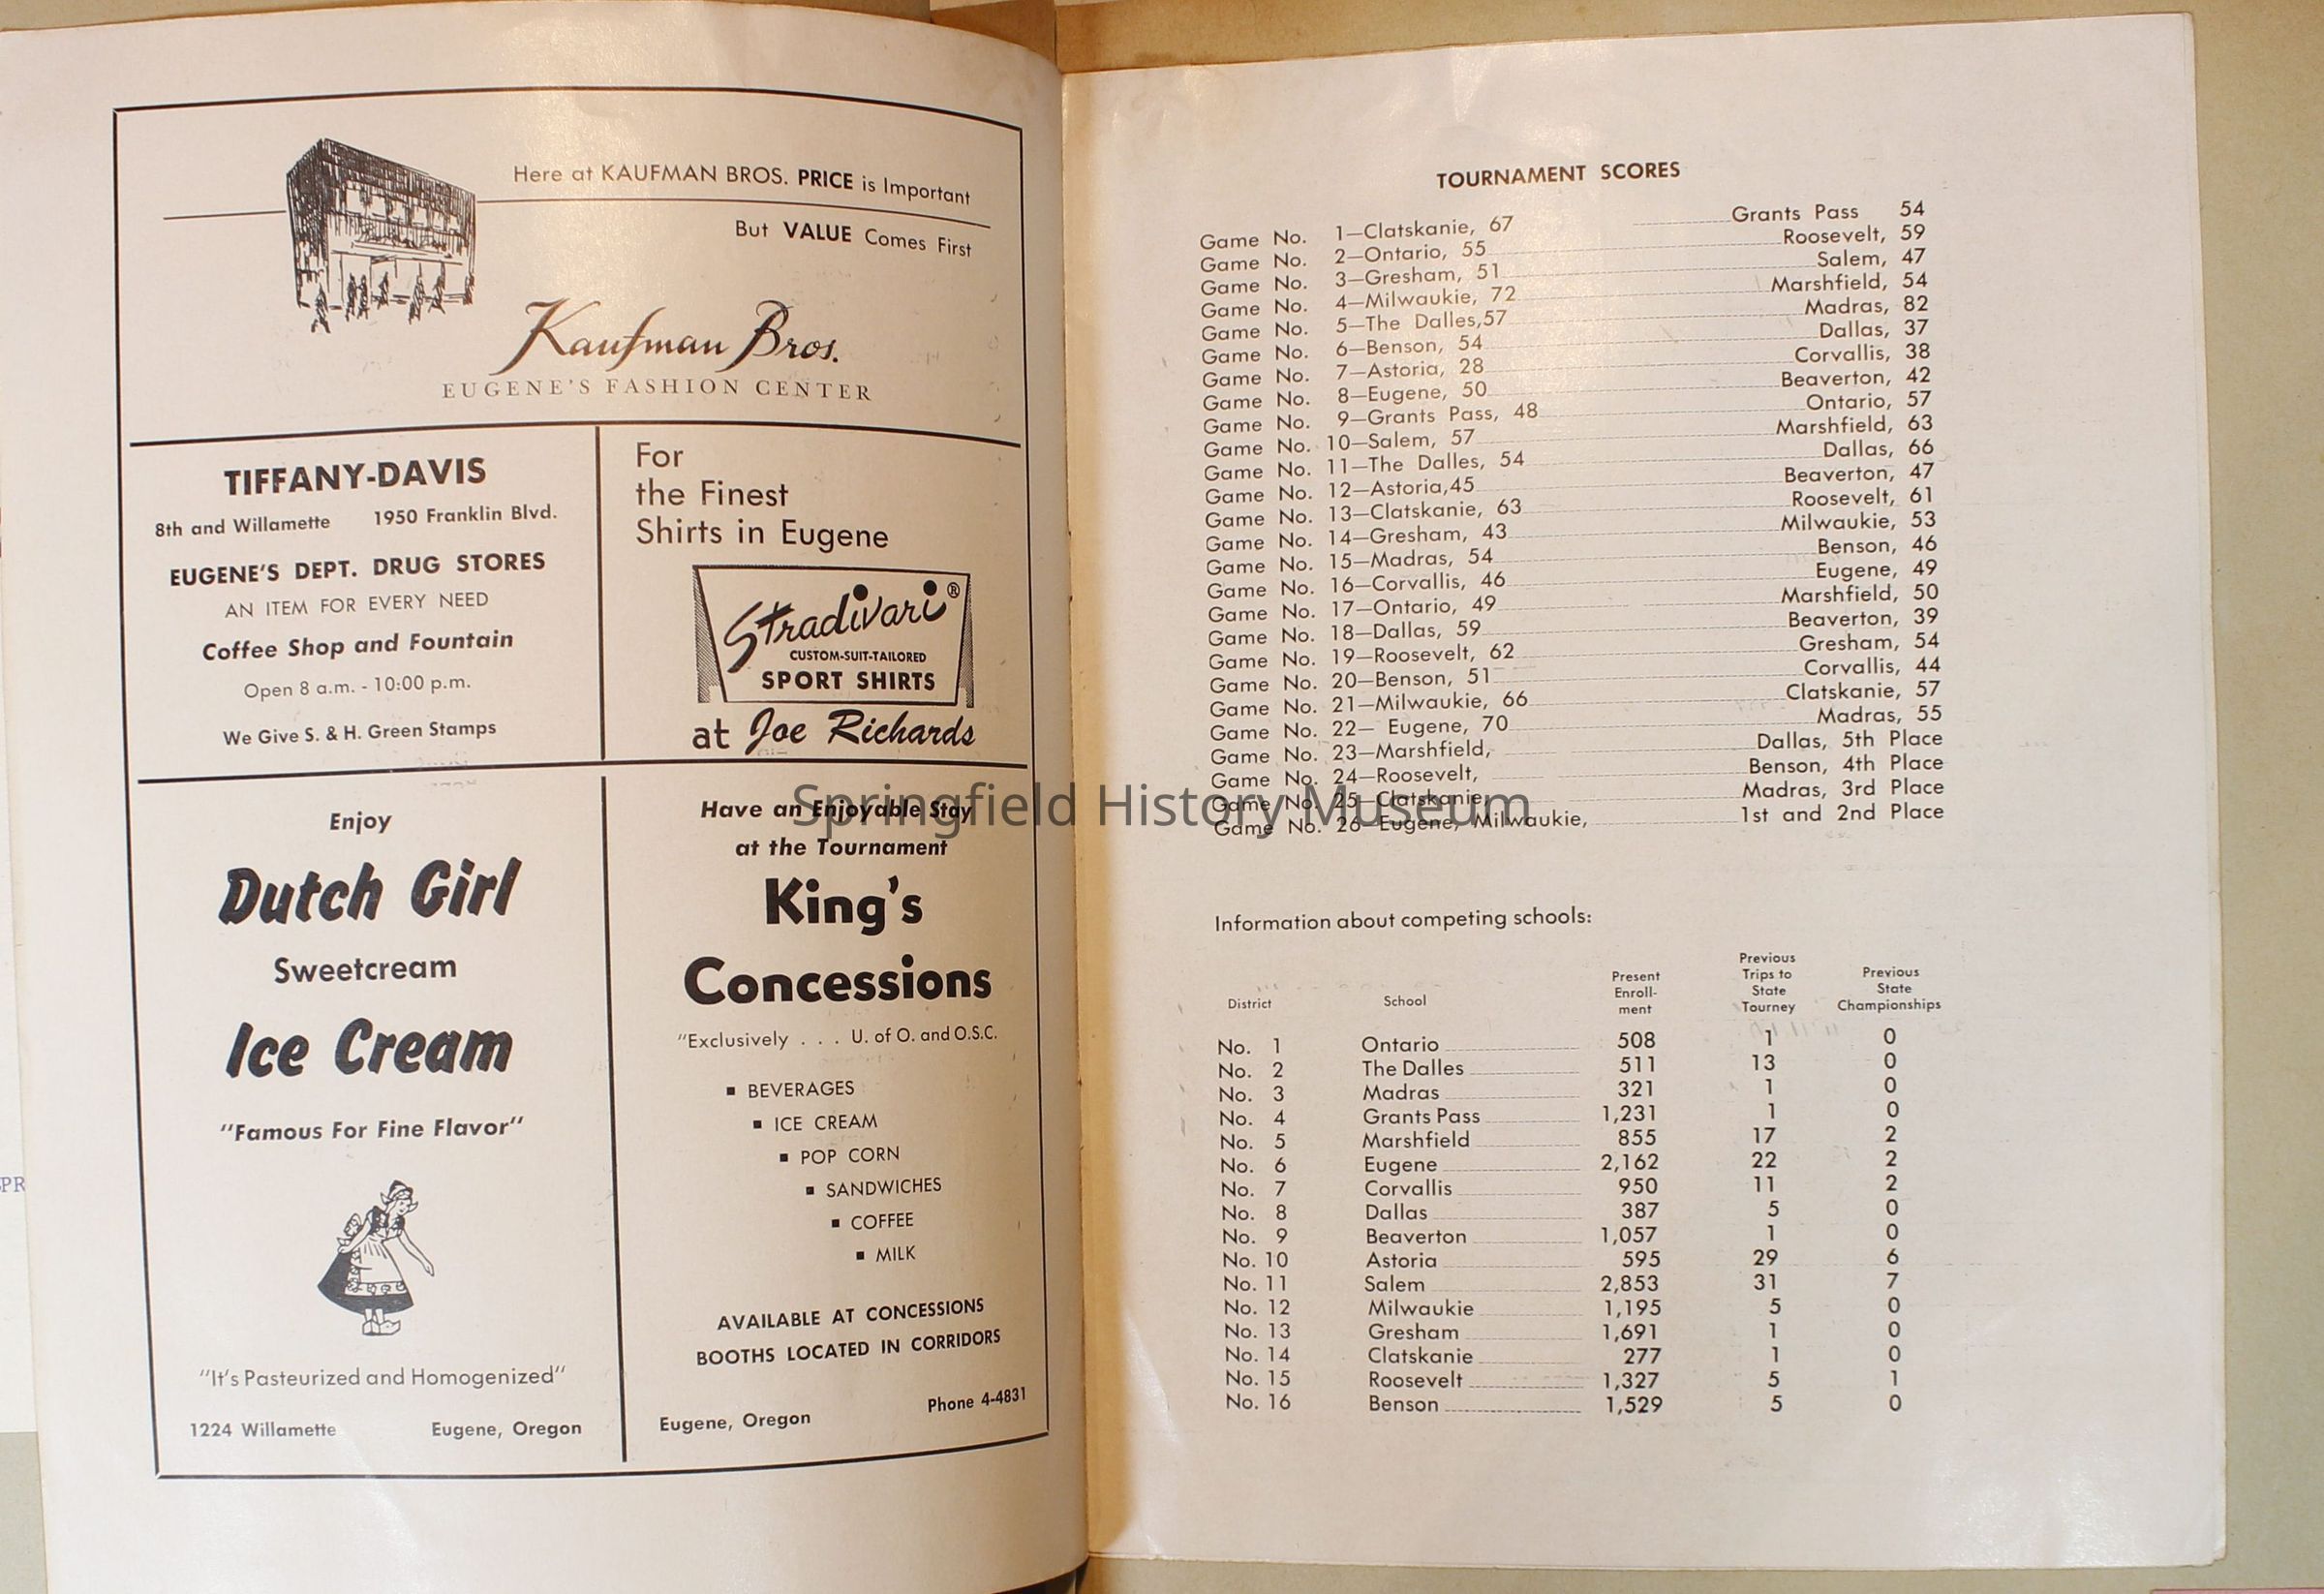 Here at KAUFMAN BROS. PRICE is Important
But VALUE Comes First
Kaufman Bros.
EUGENE'S FASHION CENTER
TIFFANY-DAVIS
8th and Willamette 1950 Franklin Blvd.
EUGENE'S DEPT. DRUG STORES
AN ITEM FOR EVERY NEED
Coffee Shop and Fountain
Open 8 a.m. - 10:00 p.m.
We Give S. & H. Green Stamps
For
the Finest
Shirts in Eugene
Stradivari®
CUSTOM-SUIT-TAILORED
SPORT SHIRTS
at Joe Richards
Enjoy
Dutch Girl
Sweetcream
Ice Cream
"Famous For Fine Flavor"
"It's Pasteurized and Homogenized"
1224 Willamette Eugene, Oregon
Have an Enjoyable Stay
at the Tournament
King's
Concessions
"Exclusively . . . U. of O. and O.S.C.
▪ BEVERAGES
▪ ICE CREAM
▪ POP CORN
▪ SANDWICHES
▪ COFFEE
▪ MILK
AVAILABLE AT CONCESSIONS
BOOTHS LOCATED IN CORRIDORS
Eugene, Oregon Phone 4-4831
TOURNAMENT SCORES
Game No. 1—Clatskanie, 67 Grants Pass 54
Game No. 2—Ontario, 55 Roosevelt, 59
Game No. 3—Gresham, 51 Salem, 47
Game No. 4—Milwaukie, 72 Marshfield, 54
Game No. 5—The Dalles,57 Madras, 82
Game No. 6—Benson, 54 Dallas, 37
Game No. 7—Astoria, 28 Corvallis, 38
Game No. 8—Eugene, 50 Beaverton, 42
Game No. 9—Grants Pass, 48 Ontario, 57
Game No. 10—Salem, 57 Marshfield, 63
Game No. 11—The Dalles, 54 Dallas, 66
Game No. 12—Astoria,45 Beaverton, 47
Game No. 13—Clatskanie, 63 Roosevelt, 61
Game No. 14—Gresham, 43 Milwaukie, 53
Game No. 15—Madras, 54 Benson, 46
Game No. 16—Corvallis, 46 Eugene, 49
Game No. 17—Ontario, 49 Marshfield, 50
Game No. 18—Dallas, 59 Beaverton, 39
Game No. 19—Roosevelt, 62 Gresham, 54
Game No. 20—Benson, 51 Corvallis, 44
Game No. 21—Milwaukie, 66 Clatskanie, 57
Game No. 22— Eugene, 70 Madras, 55
Game No. 23—Marshfield, Dallas, 5th Place
Game No. 24—Roosevelt, Benson, 4th Place
Game No. 25—Clatskanie, Madras, 3rd Place
Game No. 26—Eugene, Milwaukie, 1st and 2nd Place
Springfield History Museum
Information about competing schools:
District School Present Enroll-ment Previous Trips to State Tourney Previous State Championships
No. 1 Ontario 508 1 0
No. 2 The Dalles 511 13 0
No. 3 Madras 321 1 0
No. 4 Grants Pass 1,231 1 0
No. 5 Marshfield 855 17 2
No. 6 Eugene 2,162 22 2
No. 7 Corvallis 950 11 2
No. 8 Dallas 387 5 0
No. 9 Beaverton 1,057 1 0
No. 10 Astoria 595 29 6
No. 11 Salem 2,853 31 7
No. 12 Milwaukie 1,195 5 0
No. 13 Gresham 1,691 1 0
No. 14 Clatskanie 277 1 0
No. 15 Roosevelt 1,327 5 1
No. 16 Benson 1,529 5 0